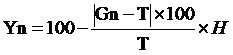 Yn = 100 - |Gn - T| × 100 / T × H